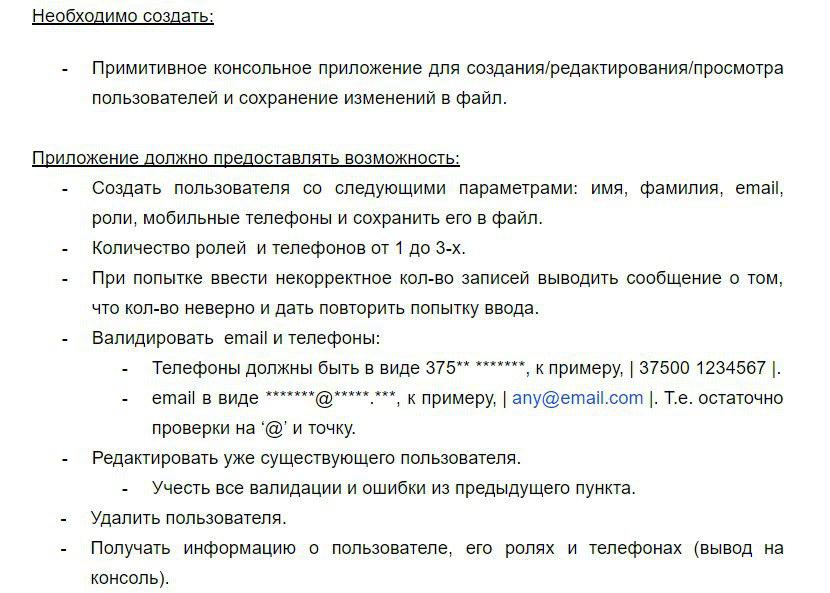 Необходимо создать:
- Примитивное консольное приложение для создания/редактирования/просмотра
пользователей и сохранение изменений в файл.
Приложение должно предоставлять возможность:
- Создать пользователя со следующими параметрами: имя, фамилия, email,
роли, мобильные телефоны и сохранить его в файл.
- Количество ролей и телефонов от 1 до 3-х.
- При попытке ввести некорректное кол-во записей выводить сообщение о том,
что кол-во неверно и дать повторить попытку ввода.
- Валидировать email и телефоны:
- Телефоны должны быть в виде 375** *******, к примеру, | 37500 1234567 |.
- email в виде *******@*****.***, к примеру, | any@email.com |. Т.е. остаточно
проверки на ‘@’ и точку.
- Редактировать уже существующего пользователя.
- Учесть все валидации и ошибки из предыдущего пункта.
- Удалить пользователя.
- Получать информацию о пользователе, его ролях и телефонах (вывод на
консоль).